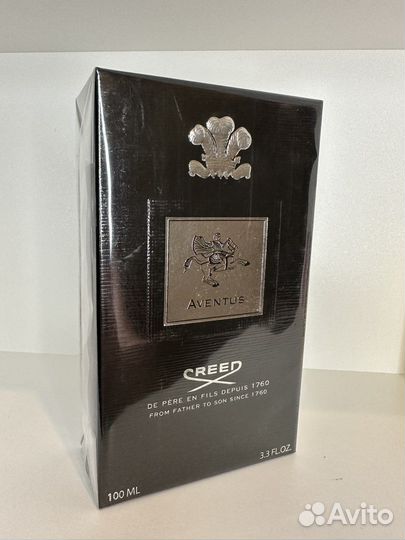 AVENTUS
CREED
DE PÈRE EN FILS DEPUIS 1760
FROM FATHER TO SON SINCE 1760
100 ML 3.3 FL.OZ.
Avito